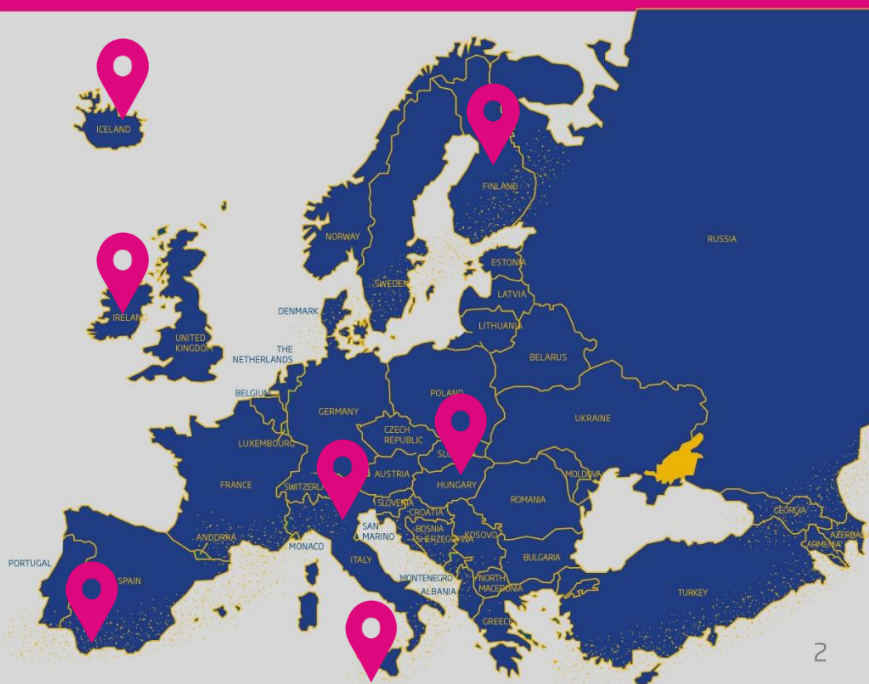 ICELAND
FINLAND
RUSSIA
NORWAY
SWEDEN
ESTONIA
LATVIA
LITHUANIA
DENMARK
IRELAND
UNITED
KINGDOM
THE
NETHERLANDS
BELARUS
BELGIUM
POLAND
GERMANY
UKRAINE
CZECH
REPUBLIC
LUXEMBOURG
AUSTRIA
MOLDOVA
FRANCE
HUNGARY
ROMANIA
SLOVENIA
CROATIA
GEORGIA
SAN
MARINO
BOSNIA
KOSOVO
ANDORRA
MONACO
ITALY
BULGARIA
ARMENIA
PORTUGAL
SPAIN
MONTENEGRO
NORTH
MACEDONIA
ALBANIA
TURKEY
GREECE
2